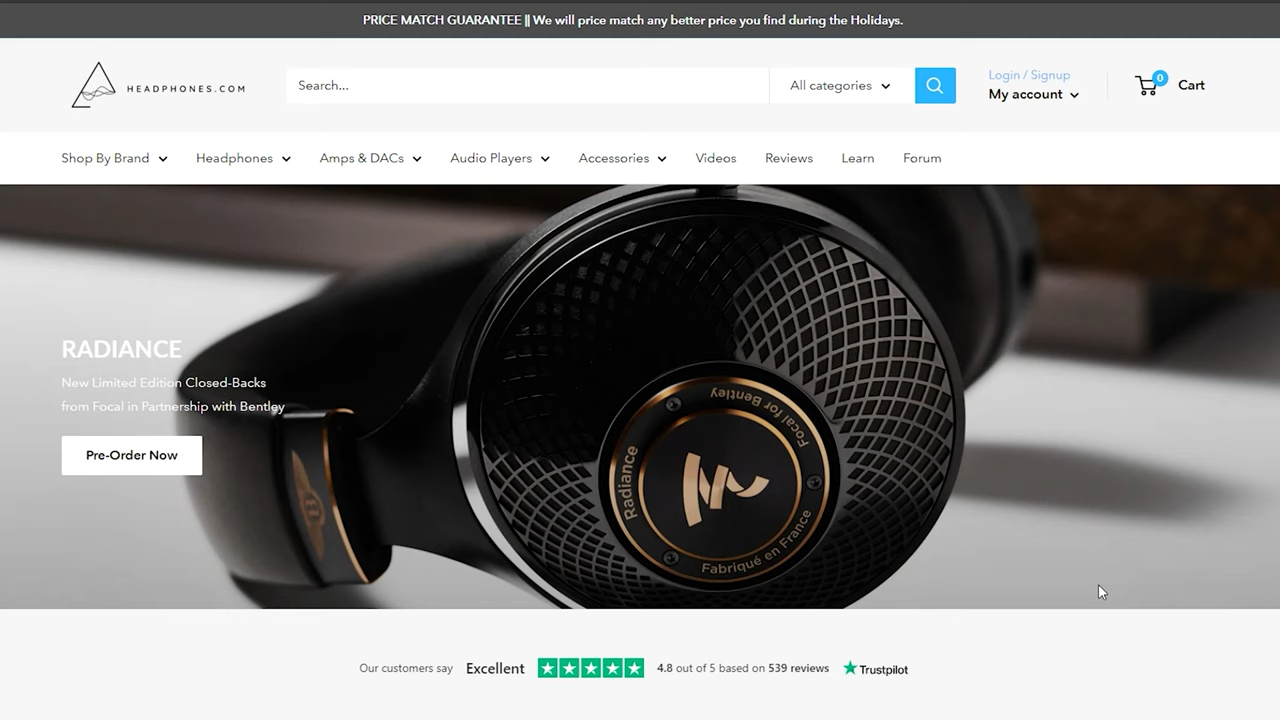 PRICE MATCH GUARANTEE || We will price match any better price you find during the Holidays.
HEADPHONES.COM
Search...
All categories
Login / Signup
My account
0
Cart
Shop By Brand
Headphones
Amps & DACs
Audio Players
Accessories
Videos
Reviews
Learn
Forum
RADIANCE
New Limited Edition Closed-Backs
from Focal in Partnership with Bentley
Pre-Order Now
B
Focal for Bentley
Radiance
Fabriqué en France
Our customers say Excellent 4.8 out of 5 based on 539 reviews Trustpilot